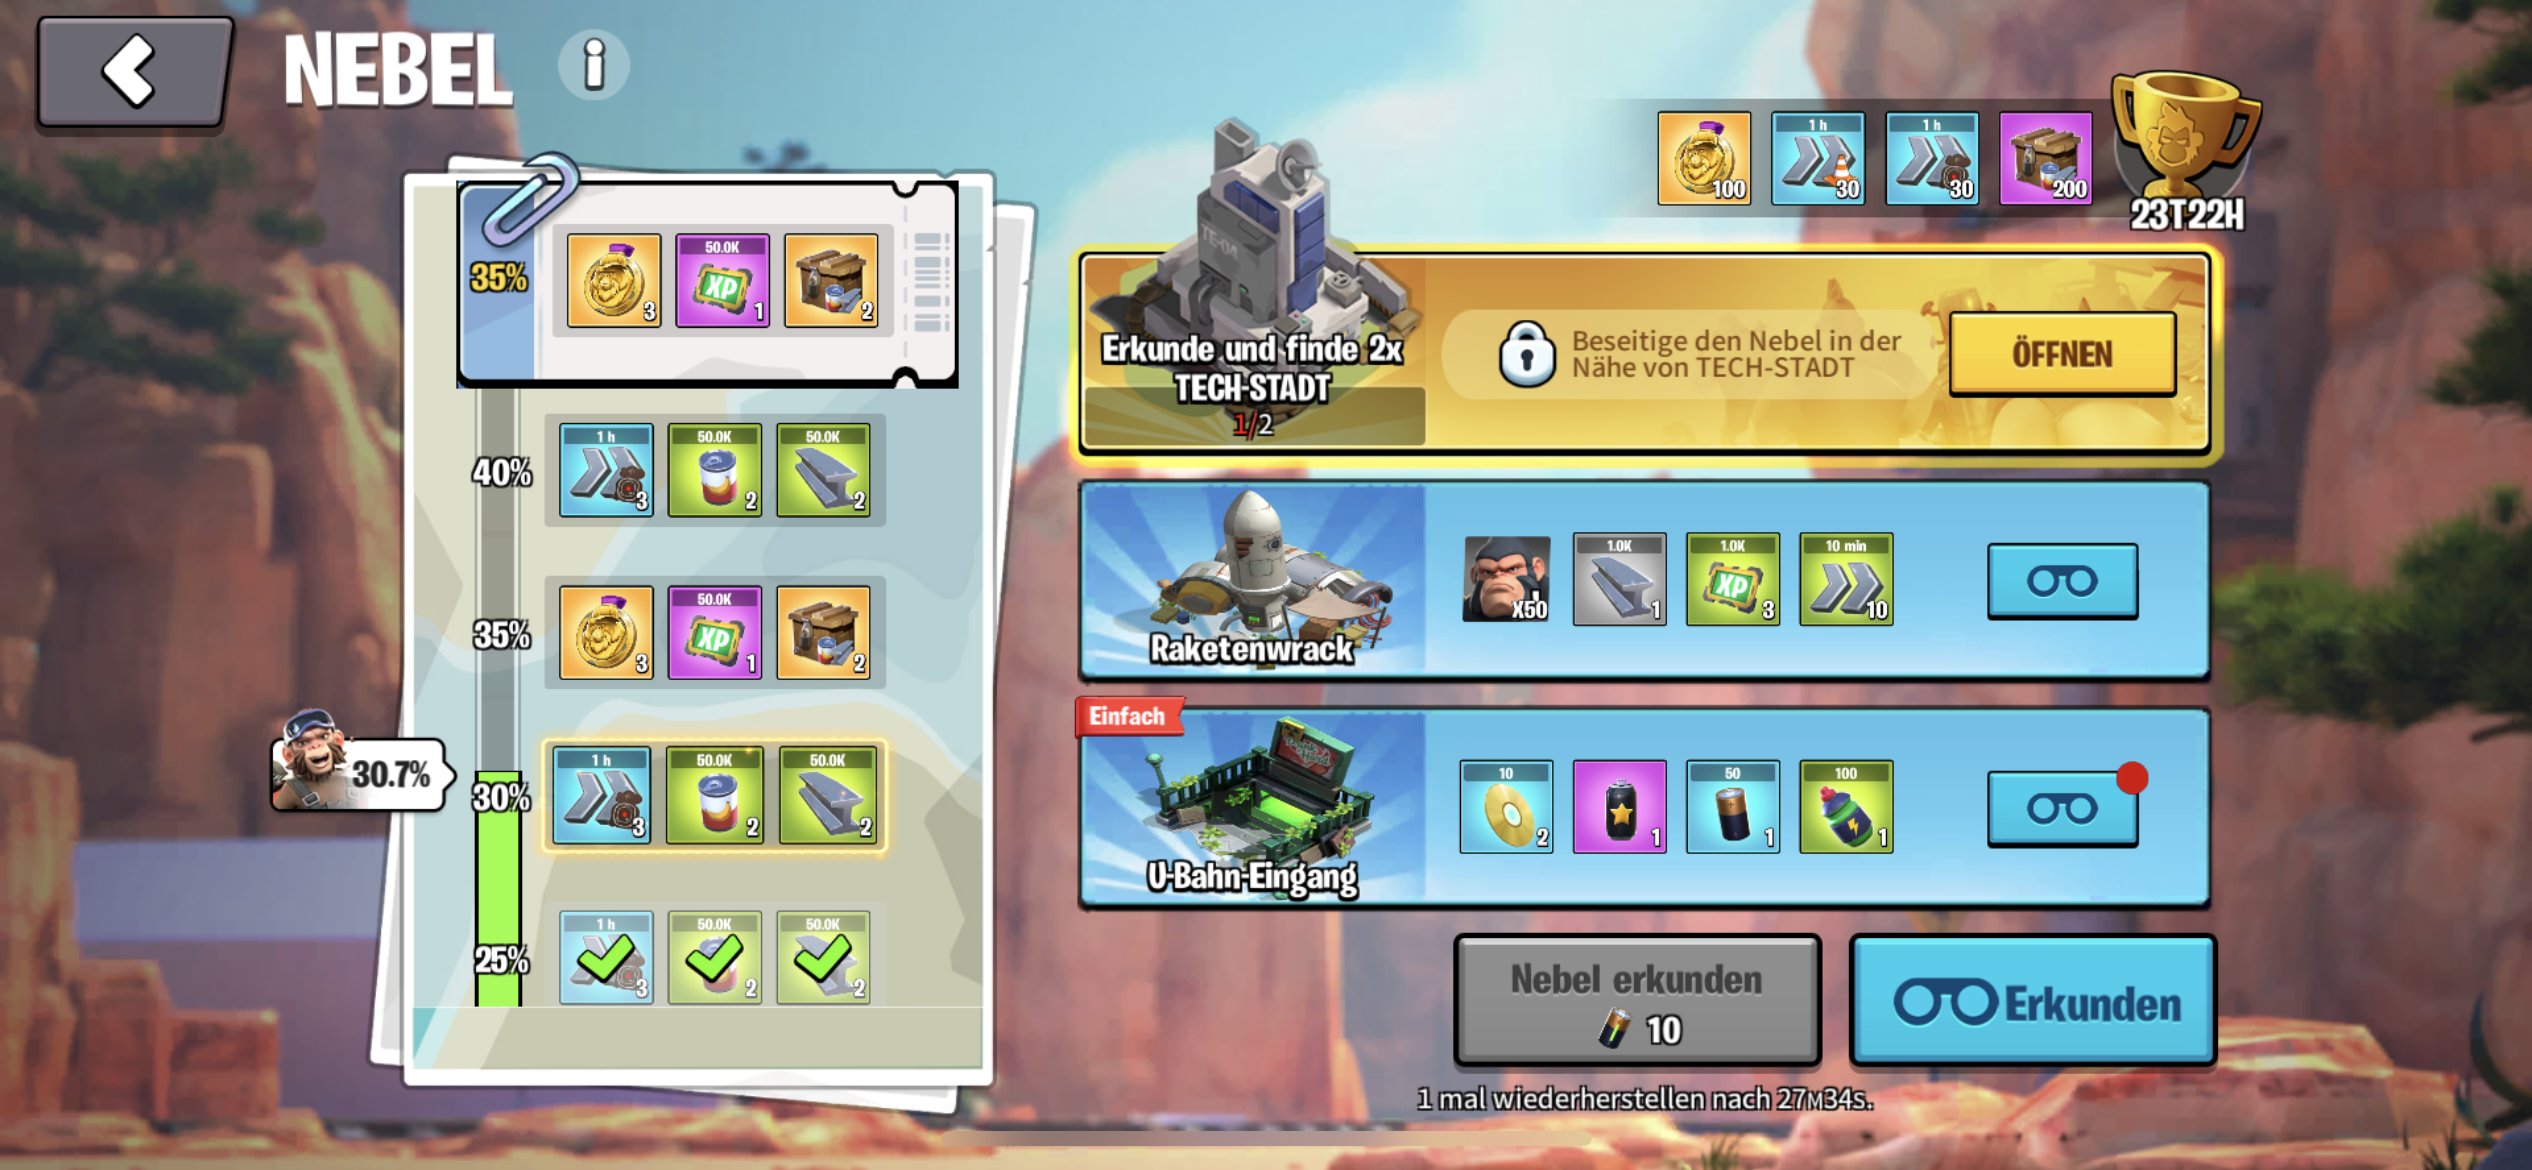 NEBEL
i
100
1 h
30
1 h
30
200
23T22H
35%
3
50.0K
XP
1
2
TE-04
Erkunde und finde 2x
TECH-STADT
1/2
Beseitige den Nebel in der
Nähe von TECH-STADT
ÖFFNEN
40%
1 h
3
50.0K
2
50.0K
2
Raketenwrack
X50
1.0K
1
1.0K
XP
3
10 min
10
35%
3
50.0K
XP
1
2
30.7%
30%
1 h
3
50.0K
2
50.0K
2
Einfach
U-Bahn-Eingang
10
2
1
50
1
100
1
25%
1 h
3
50.0K
2
50.0K
2
Nebel erkunden
10
Erkunden
1 mal wiederherstellen nach 27M34s.